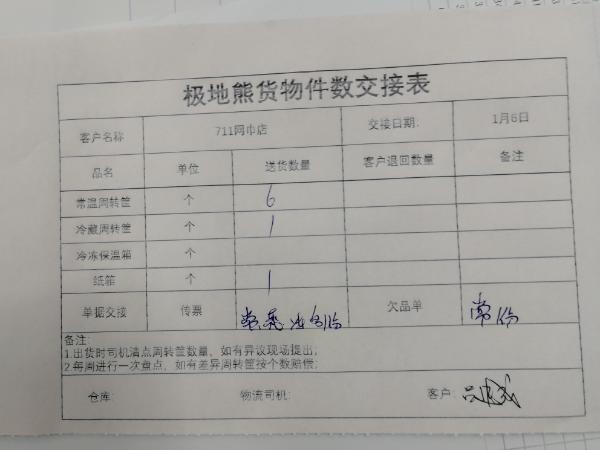 极地熊货物件数交接表
客户名称 711网巾店 交接日期: 1月6日
品名 单位 送货数量 客户退回数量 备注
常温周转筐 个 6
冷藏周转筐 个 1
冷冻保温箱 个
纸箱 个 1
单据交接 传票 欠品单
备注:
1.出货时司机清点周转筐数量,如有异议现场提出;
2.每周进行一次盘点,如有差异周转筐按个数赔偿;
仓库: 物流司机: 客户: